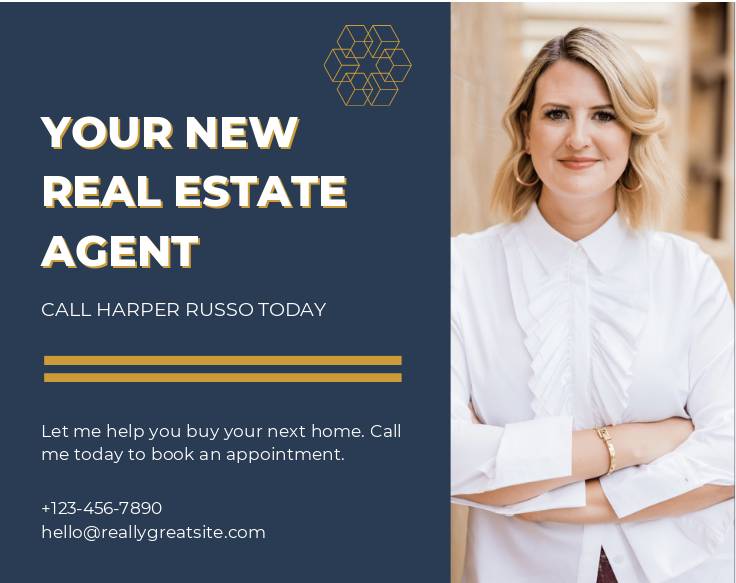 YOUR NEW
REAL ESTATE
AGENT
CALL HARPER RUSSO TODAY
Let me help you buy your next home. Call
me today to book an appointment.
+123-456-7890
hello@reallygreatsite.com